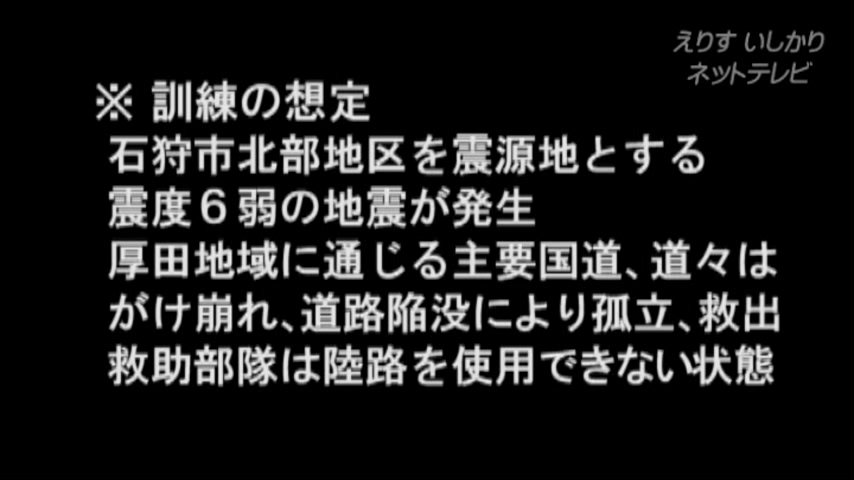 えりす いしかり
ネットテレビ
※ 訓練の想定
石狩市北部地区を震源地とする
震度６弱の地震が発生
厚田地域に通じる主要国道、道々は
がけ崩れ、道路陥没により孤立、救出
救助部隊は陸路を使用できない状態